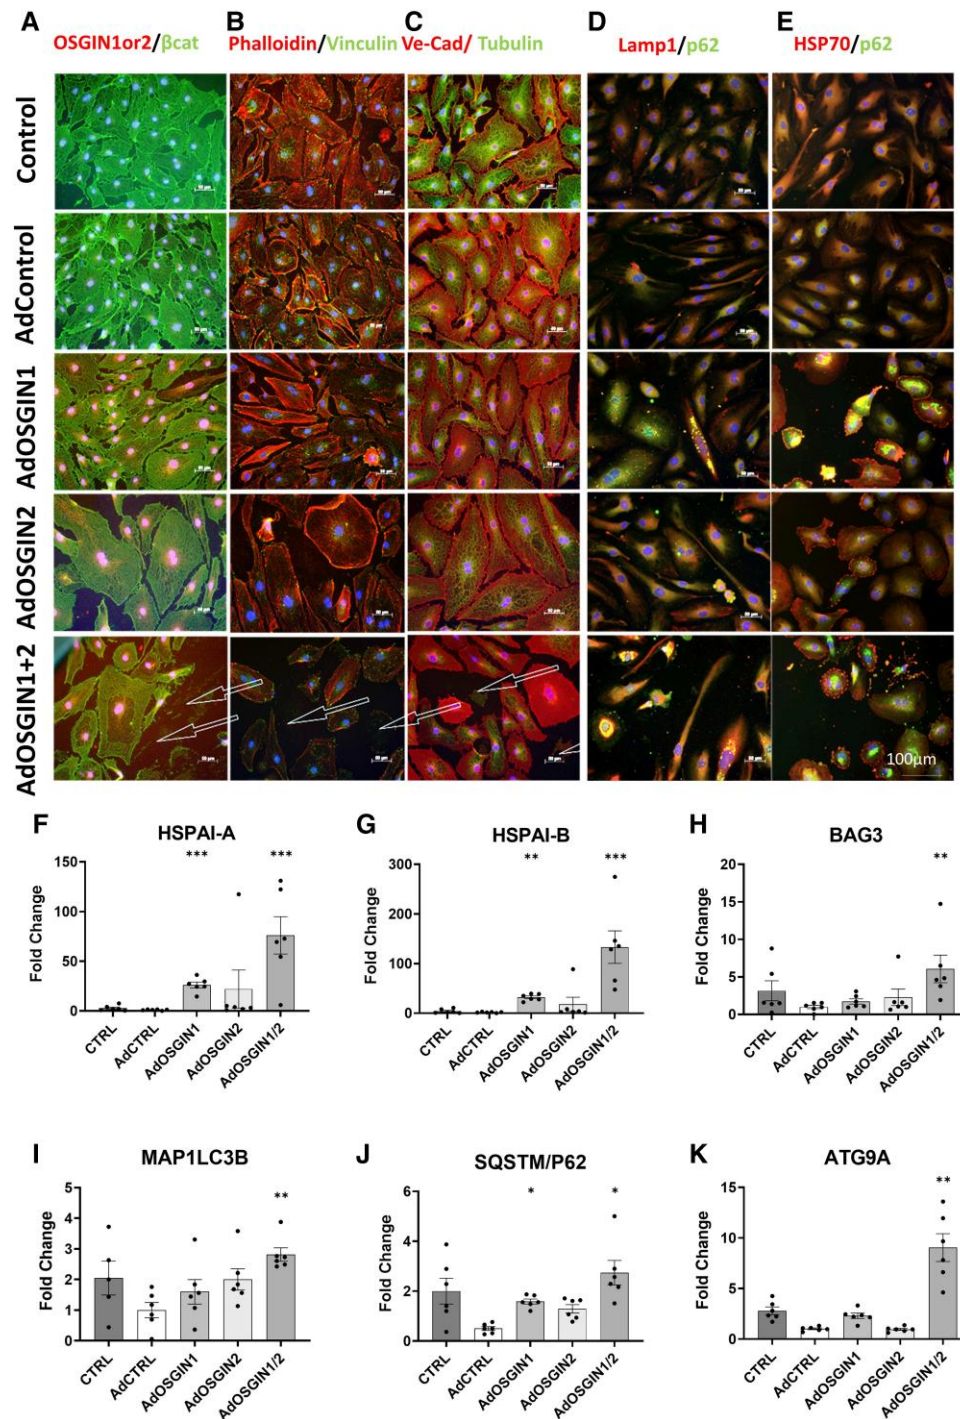 A B C D E
OSGIN1or2/βcat Phalloidin/Vinculin Ve-Cad/ Tubulin Lamp1/p62 HSP70/p62
Control
AdControl
AdOSGIN1
AdOSGIN2
AdOSGIN1+2
100μm
F G H
HSPAI-A HSPAI-B BAG3
*** *** ** *** **
Fold Change Fold Change Fold Change
150 300 20
100 200 15
50 100 10
0 0 5
0
CTRL AdCTRL AdOSGIN1 AdOSGIN2 AdOSGIN1/2
CTRL AdCTRL AdOSGIN1 AdOSGIN2 AdOSGIN1/2
CTRL AdCTRL AdOSGIN1 AdOSGIN2 AdOSGIN1/2
I J K
MAP1LC3B SQSTM/P62 ATG9A
** * * **
Fold Change Fold Change Fold Change
5 6 15
4 4 10
3 2 5
2 0 0
1
0
CTRL AdCTRL AdOSGIN1 AdOSGIN2 AdOSGIN1/2
CTRL AdCTRL AdOSGIN1 AdOSGIN2 AdOSGIN1/2
CTRL AdCTRL AdOSGIN1 AdOSGIN2 AdOSGIN1/2